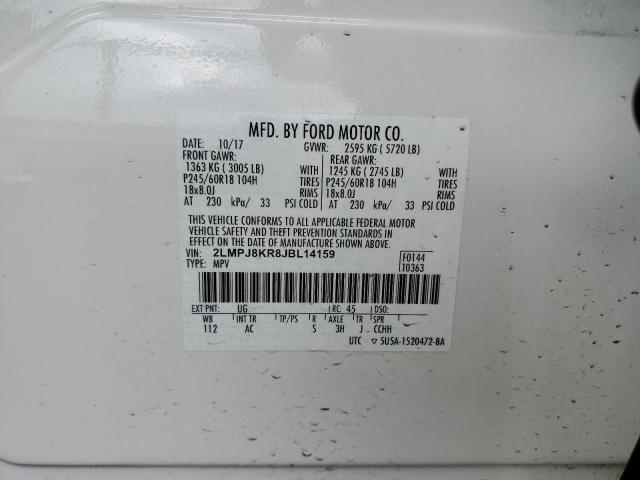 MFD. BY FORD MOTOR CO.
DATE: 10/17 GVWR: 2595 KG ( 5720 LB)
FRONT GAWR: REAR GAWR:
1363 KG ( 3005 LB) WITH 1245 KG ( 2745 LB) WITH
P245/60R18 104H TIRES P245/60R18 104H TIRES
18x8.0J RIMS 18x8.0J RIMS
AT 230 kPa/ 33 PSI COLD AT 230 kPa/ 33 PSI COLD
THIS VEHICLE CONFORMS TO ALL APPLICABLE FEDERAL MOTOR
VEHICLE SAFETY AND THEFT PREVENTION STANDARDS IN
EFFECT ON THE DATE OF MANUFACTURE SHOWN ABOVE.
VIN: 2LMPJ8KR8JBL14159 F0144
TYPE: MPV T0363
EXT PNT: UG RC: 45 DSO:
WB INT TR TP/PS R AXLE TR SPR
112 AC S 3H J CCHH
UTC ▽ SU5A-1520472-BA